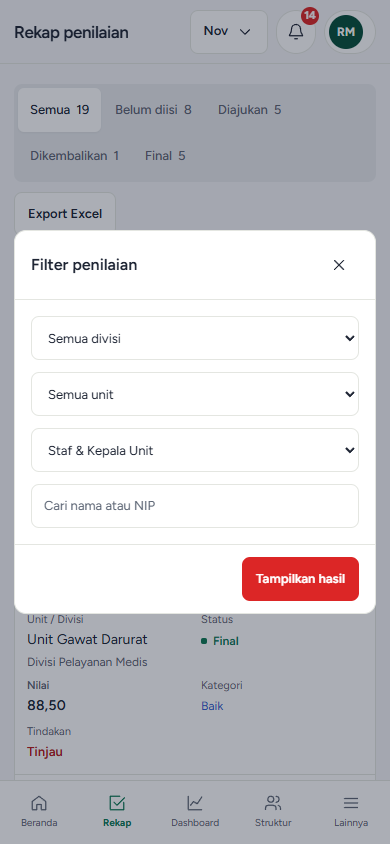 Rekap penilaian
Nov
14
RM
Semua 19
Belum diisi 8
Diajukan 5
Dikembalikan 1
Final 5
Export Excel
Filter penilaian
Semua divisi
Semua unit
Staf & Kepala Unit
Cari nama atau NIP
Tampilkan hasil
Unit / Divisi
Status
Unit Gawat Darurat
Final
Divisi Pelayanan Medis
Nilai
Kategori
88,50
Baik
Tindakan
Tinjau
Beranda
Rekap
Dashboard
Struktur
Lainnya